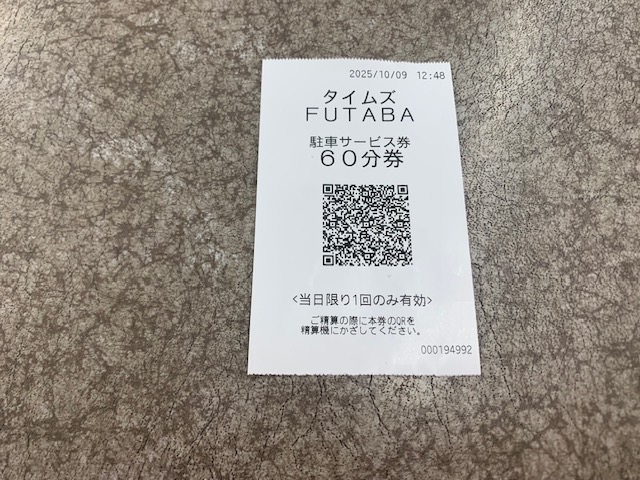 2025/10/09 12:48
タイムズ
FUTABA
駐車サービス券
60分券
<当日限り1回のみ有効>
ご精算の際に本券のQRを
精算機にかざしてください。
000194992